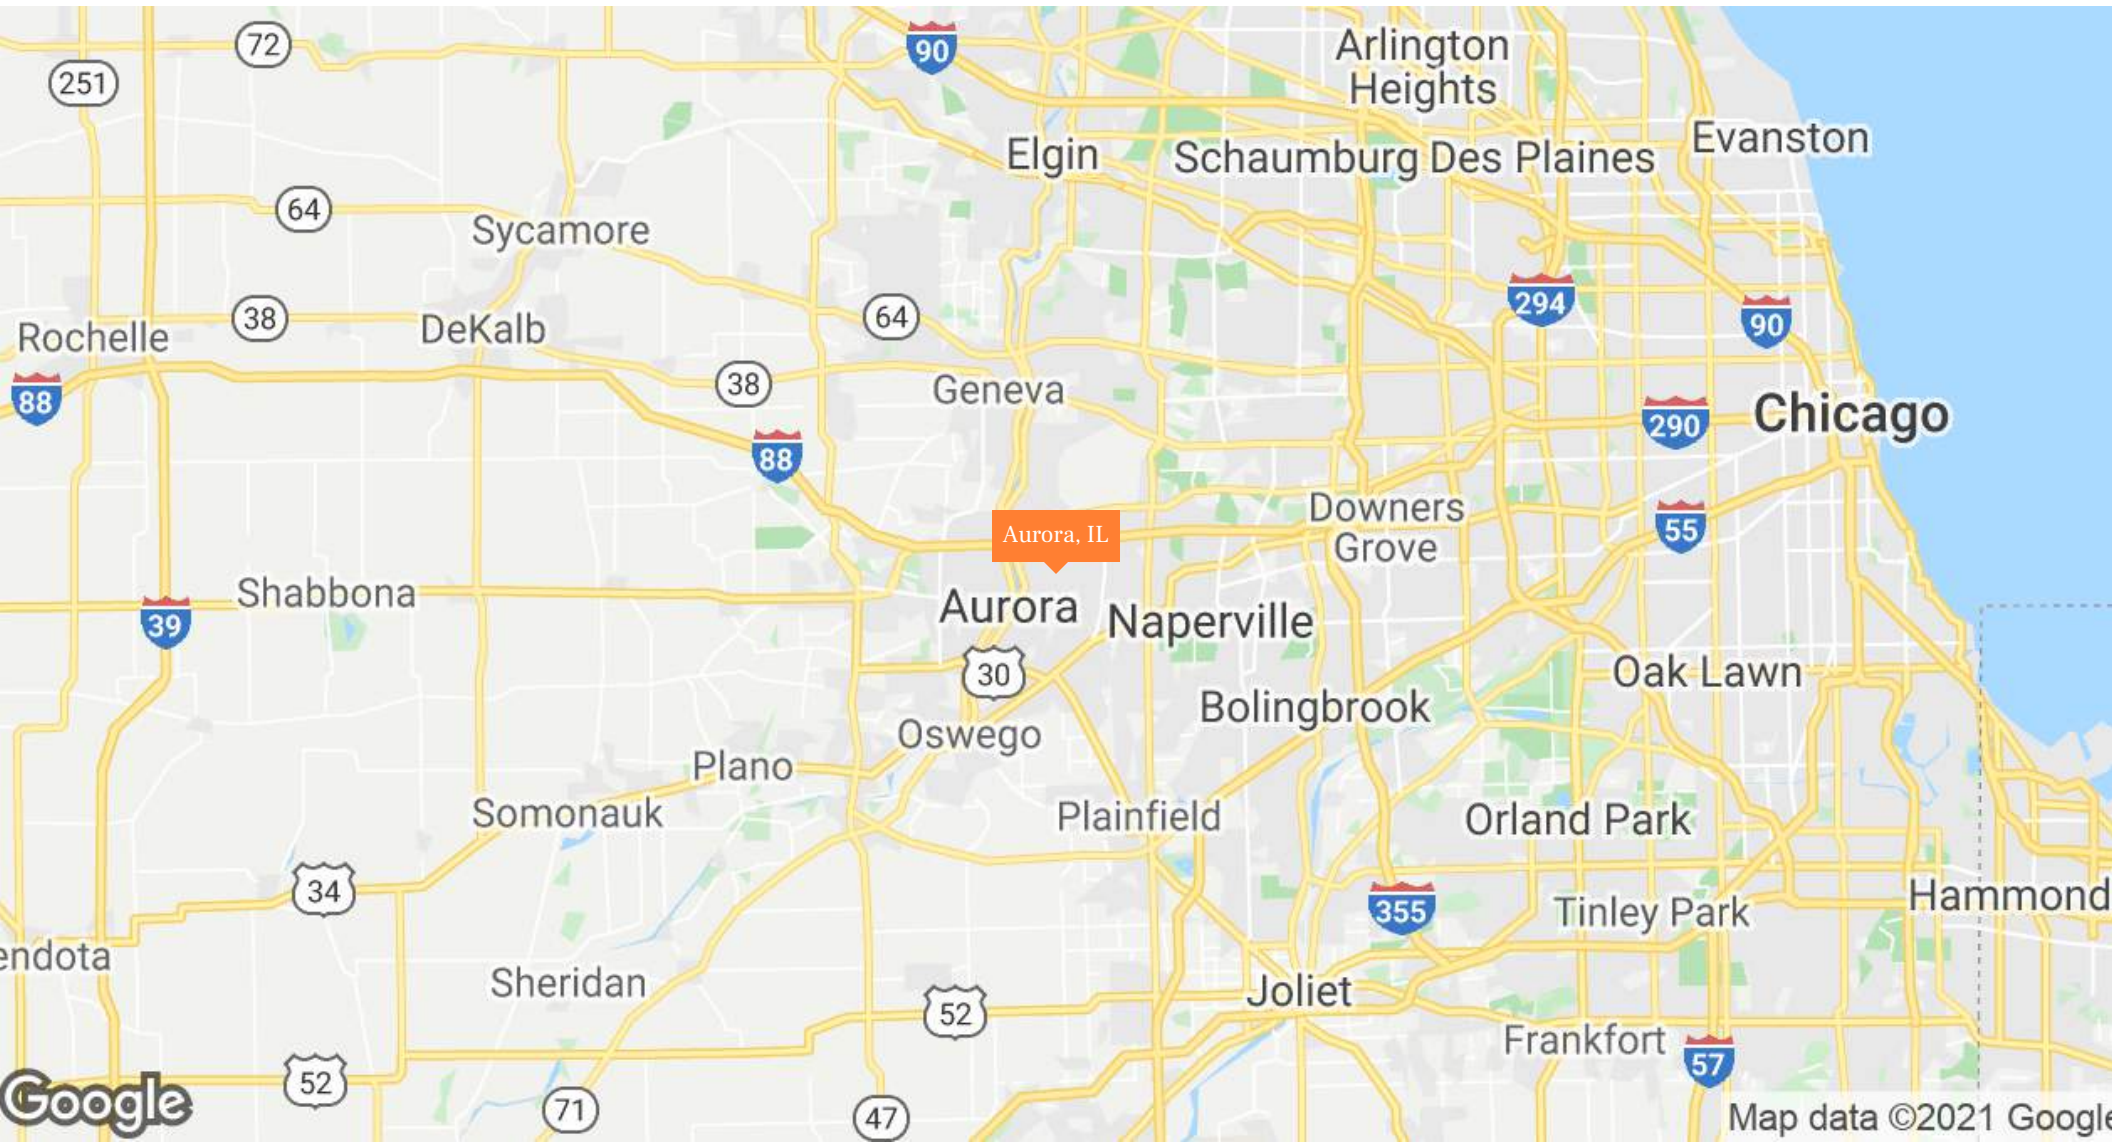 72
90
Arlington
Heights
251
Elgin
Schaumburg
Des Plaines
Evanston
64
Sycamore
294
90
Rochelle
38
DeKalb
64
88
38
Geneva
290
Chicago
88
Downers
Grove
55
Aurora, IL
Shabbona
39
Aurora
Naperville
30
Oak Lawn
Bolingbrook
Oswego
Plano
Somonauk
Plainfield
Orland Park
34
355
Tinley Park
Hammond
endota
Sheridan
52
Joliet
Frankfort
57
52
Google
71
47
Map data ©2021 Google